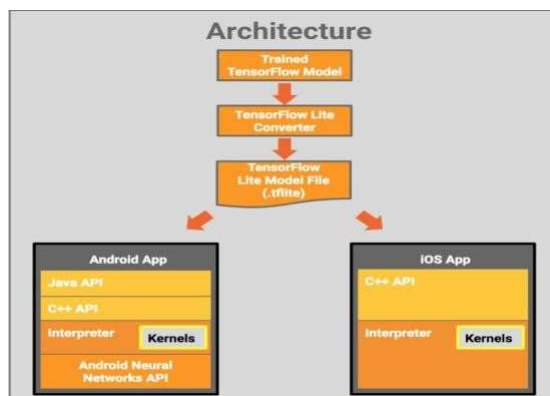 Architecture
Trained
TensorFlow Model
TensorFlow Lite
Converter
TensorFlow
Lite Model File
(.tflite)
Android App
Java API
C++ API
Interpreter
Kernels
Android Neural
Networks API
iOS App
C++ API
Interpreter
Kernels